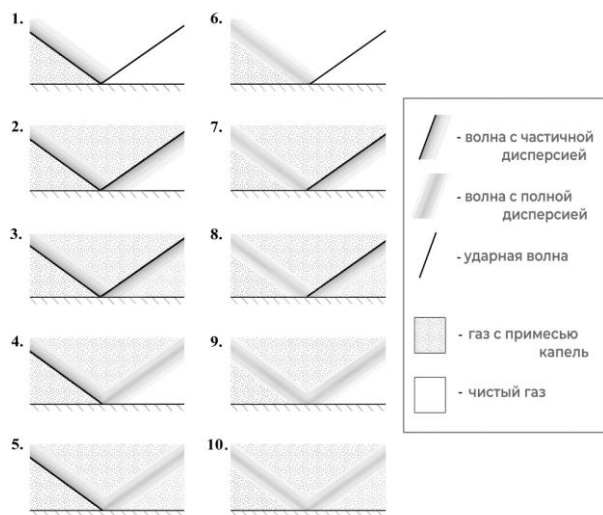 1.
6.
2.
7.
3.
8.
4.
9.
5.
10.
- волна с частичной
дисперсией
- волна с полной
дисперсией
- ударная волна
- газ с примесью
капель
- чистый газ